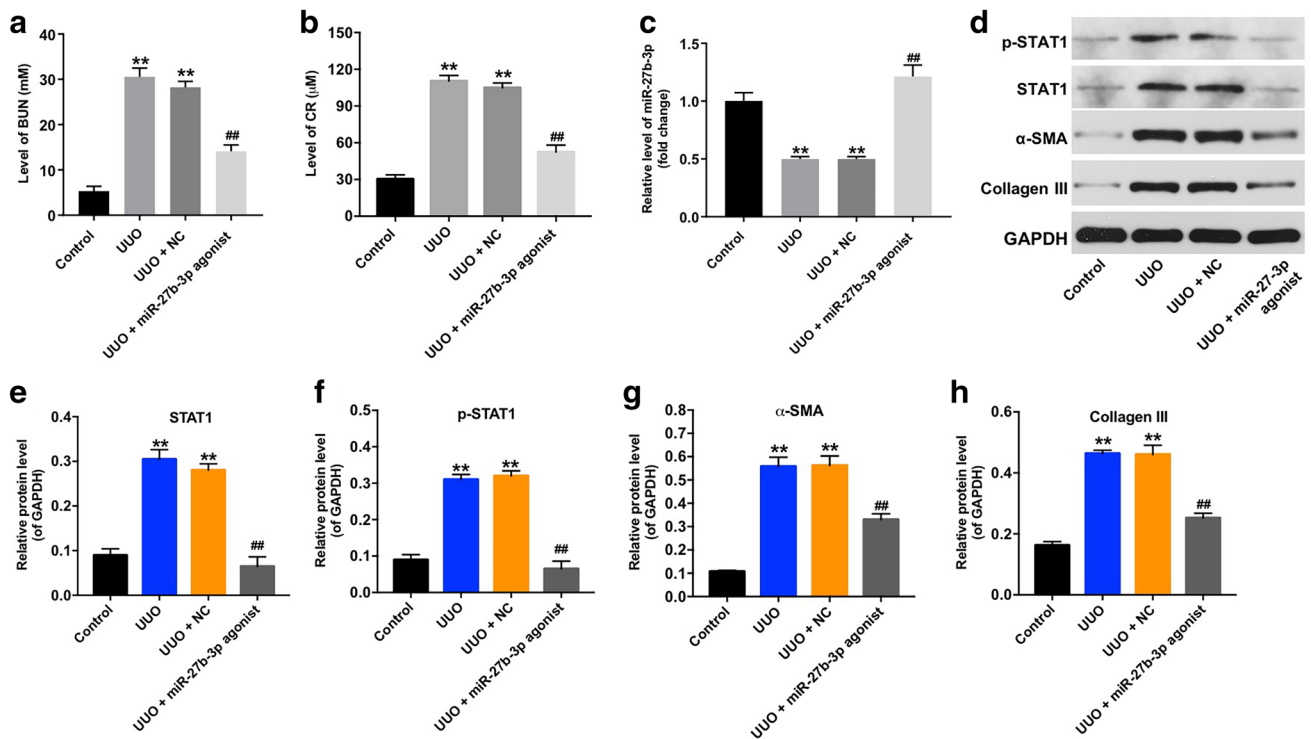 a
Level of BUN (mM)
40
30
20
10
0
Control
UUO
UUO + NC
UUO + miR-27b-3p agonist
**
**
##
b
Level of CR (μM)
150
120
90
60
30
0
Control
UUO
UUO + NC
UUO + miR-27b-3p agonist
**
**
##
c
Relative level of miR-27b-3p
(fold change)
1.5
1.0
0.5
0.0
Control
UUO
UUO + NC
UUO + miR-27b-3p agonist
**
**
##
d
p-STAT1
STAT1
α-SMA
Collagen III
GAPDH
Control
UUO
UUO + NC
UUO + miR-27-3p
agonist
e
STAT1
Relative protein level
(of GAPDH)
0.4
0.3
0.2
0.1
0.0
Control
UUO
UUO + NC
UUO + miR-27b-3p agonist
**
**
##
f
p-STAT1
Relative protein level
(of GAPDH)
0.5
0.4
0.3
0.2
0.1
0.0
Control
UUO
UUO + NC
UUO + miR-27b-3p agonist
**
**
##
g
α-SMA
Relative protein level
(of GAPDH)
0.8
0.7
0.6
0.5
0.4
0.3
0.2
0.1
0.0
Control
UUO
UUO + NC
UUO + miR-27b-3p agonist
**
**
##
h
Collagen III
Relative protein level
(of GAPDH)
0.6
0.4
0.2
0.0
Control
UUO
UUO + NC
UUO + miR-27b-3p agonist
**
**
##